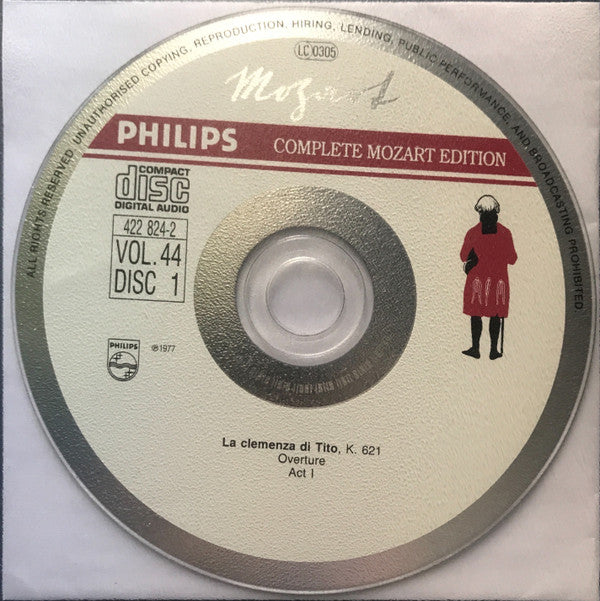 ALL RIGHTS RESERVED. UNAUTHORISED COPYING, REPRODUCTION, HIRING, LENDING, PUBLIC PERFORMANCE, AND BROADCASTING PROHIBITED
LC 0305
Mozart
PHILIPS COMPLETE MOZART EDITION
COMPACT
disc
DIGITAL AUDIO
422 824-2
VOL. 44
DISC 1
PHILIPS
℗1977
La clemenza di Tito, K. 621
Overture
Act I